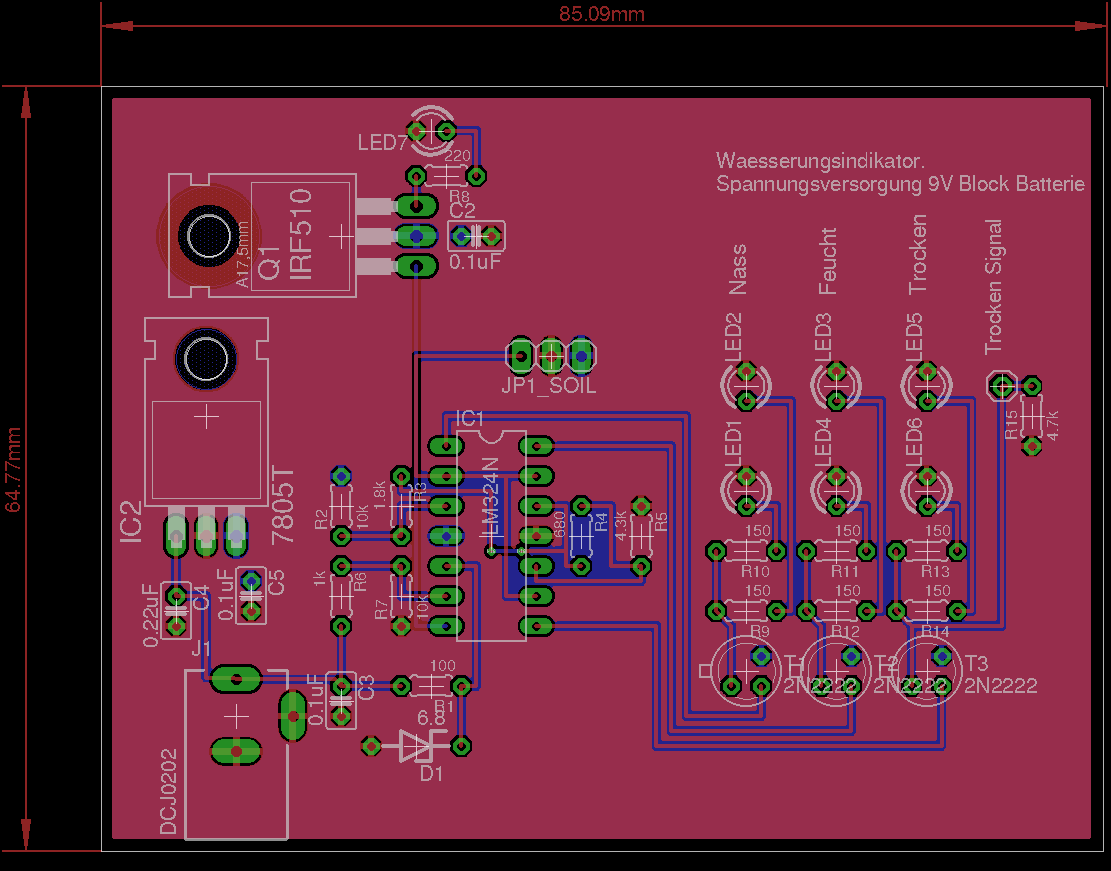 85.09mm
64.77mm
LED7
220
R8
C2
0.1uF
A17,5mm
Q1
IRF510
Waesserungsindikator.
Spannungsversorgung 9V Block Batterie
Nass
Feucht
Trocken
Trocken Signal
LED2
LED3
LED5
JP1_SOIL
R15
4.7k
IC1
LM324N
LED1
LED4
LED6
IC2
7805T
R2
10k
1.8k
R3
680
R4
4.3k
R5
150
R10
150
R11
150
R13
1k
R6
R7
10k
0.22uF
C4
0.1uF
C5
150
R9
150
R12
150
R14
J1
DCJ0202
0.1uF
C3
100
R1
6.8
D1
T1
2N2222
T2
2N2222
T3
2N2222